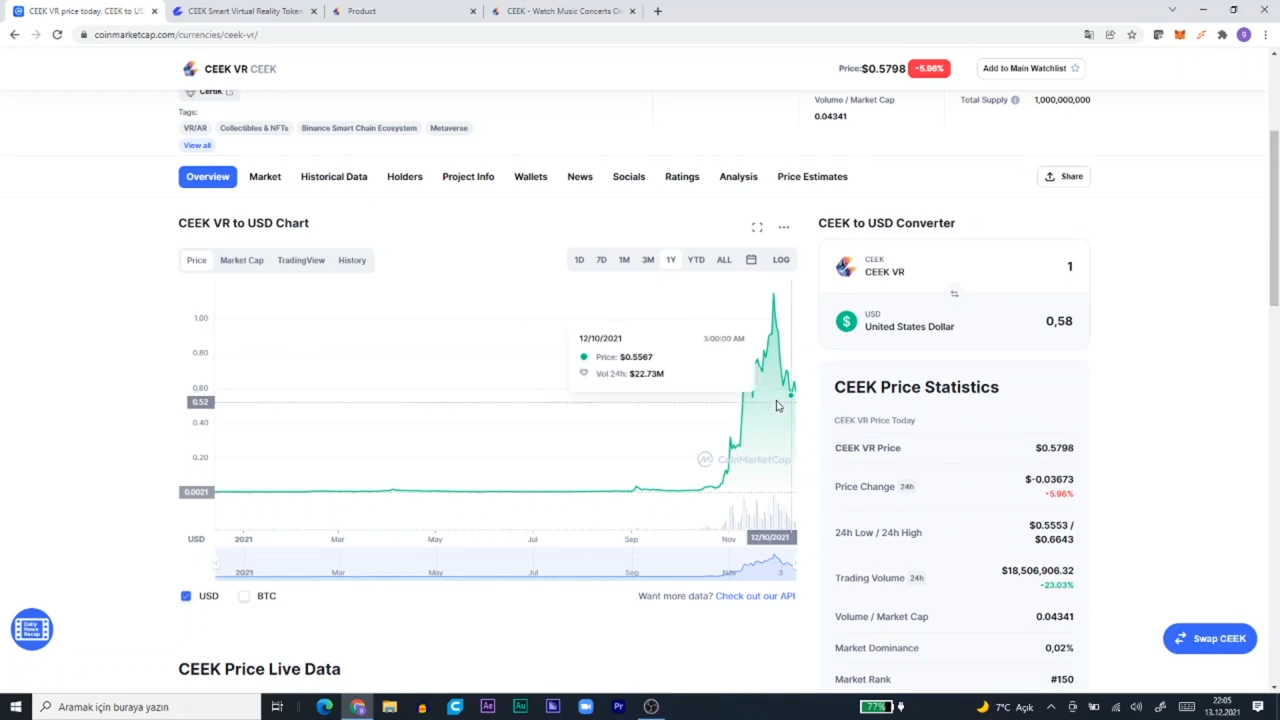 CEEK VR price today, CEEK to US
CEEK Smart Virtual Reality Token
Product
CEEK - Watch Music Concerts On
coinmarketcap.com/currencies/ceek-vr/
g
CEEK VR CEEK
Price: $0.5798 -5.96%
Add to Main Watchlist
CertiK
Volume / Market Cap
0.04341
Total Supply 1,000,000,000
Tags:
VR/AR Collectibles & NFTs Binance Smart Chain Ecosystem Metaverse
View all
Overview Market Historical Data Holders Project Info Wallets News Socials Ratings Analysis Price Estimates
Share
CEEK VR to USD Chart
Price Market Cap TradingView History
1D 7D 1M 3M 1Y YTD ALL LOG
1.00
0.80
0.60
0.52
0.40
0.20
0.0021
12/10/2021 3:00:00 AM
Price: $0.5567
Vol 24h: $22.73M
CoinMarketCap
USD 2021 Mar May Jul Sep Nov 12/10/2021
2021 Mar May Jul Sep Nov 3
USD BTC
Want more data? Check out our API
CEEK Price Live Data
CEEK to USD Converter
CEEK
CEEK VR
1
USD
United States Dollar
0,58
$
CEEK Price Statistics
CEEK VR Price Today
CEEK VR Price $0.5798
Price Change 24h $-0.03673
-5.96%
24h Low / 24h High $0.5553 /
$0.6643
Trading Volume 24h $18,506,906.32
-23.03%
Volume / Market Cap 0.04341
Market Dominance 0,02%
Market Rank #150
Daily
News
Recap
Swap CEEK
Aramak için buraya yazın
Ae
Au
Pr
77%
7°C Açık
22:05
13.12.2021